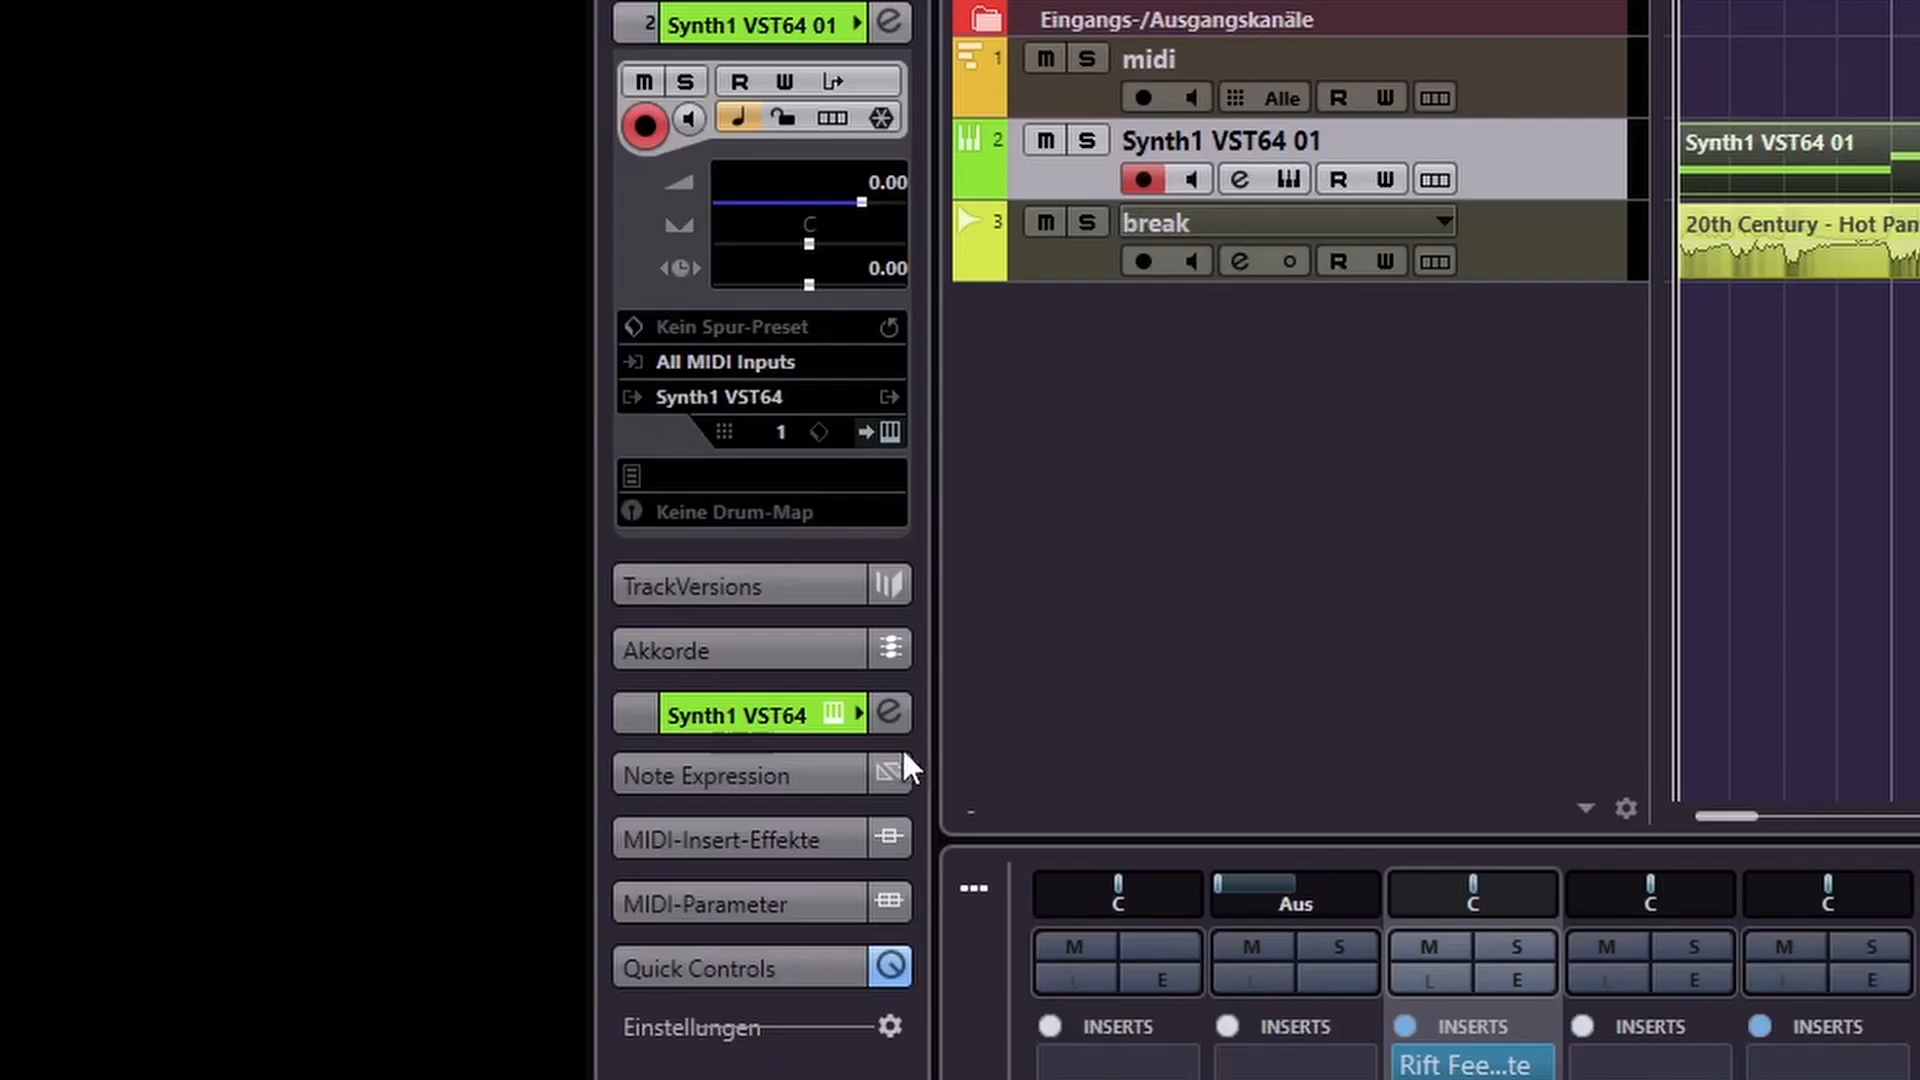 2 Synth1 VST64 01
M S R W
0.00
C
0.00
Kein Spur-Preset
All MIDI Inputs
Synth1 VST64
1
Keine Drum-Map
TrackVersions
Akkorde
Synth1 VST64
Note Expression
MIDI-Insert-Effekte
MIDI-Parameter
Quick Controls
Einstellungen
Eingangs-/Ausgangskanäle
1 M S midi
Alle R W
2 M S Synth1 VST64 01
R W
3 M S break
R W
Synth1 VST64 01
20th Century - Hot Pan
C Aus C C C
M M S M S M S M S
L E L L E L E L E
INSERTS INSERTS INSERTS INSERTS INSERTS
Rift Fee...te